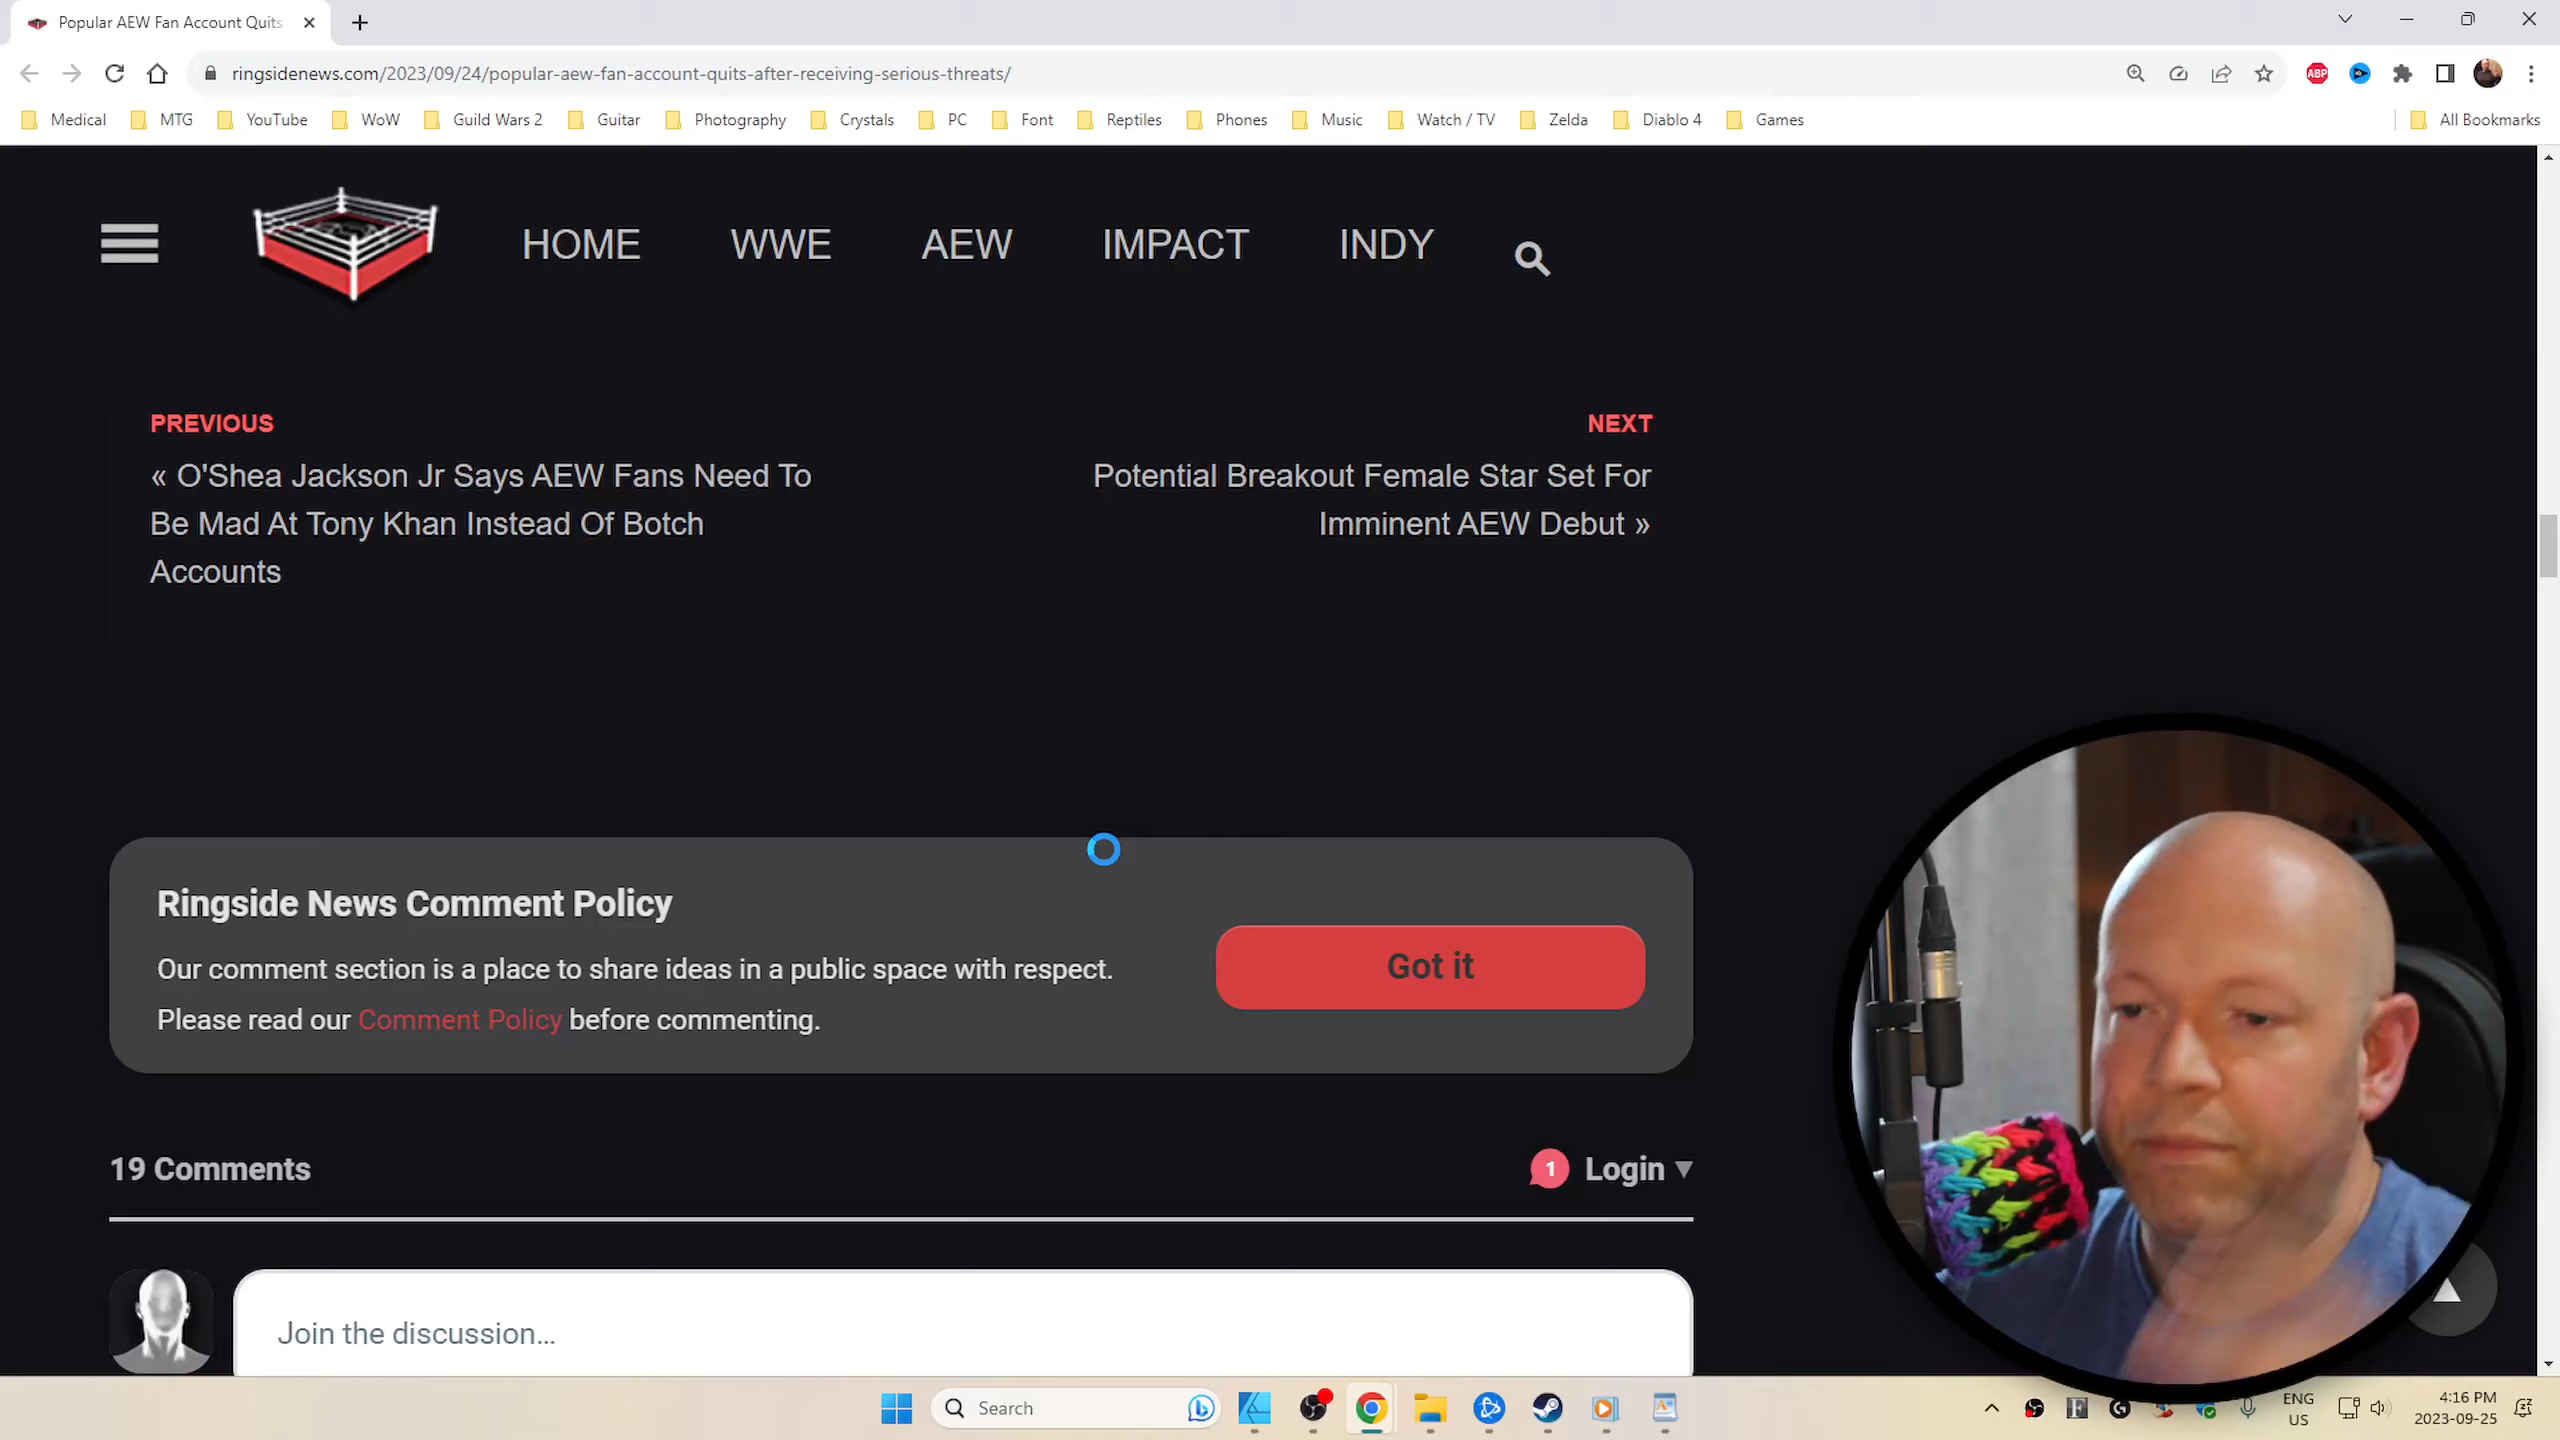 Popular AEW Fan Account Quits
ringsidenews.com/2023/09/24/popular-aew-fan-account-quits-after-receiving-serious-threats/
ABP
Medical MTG YouTube WoW Guild Wars 2 Guitar Photography Crystals PC Font Reptiles Phones Music Watch / TV Zelda Diablo 4 Games All Bookmarks
HOME WWE AEW IMPACT INDY
PREVIOUS
« O'Shea Jackson Jr Says AEW Fans Need To
Be Mad At Tony Khan Instead Of Botch
Accounts
NEXT
Potential Breakout Female Star Set For
Imminent AEW Debut »
Ringside News Comment Policy
Our comment section is a place to share ideas in a public space with respect.
Please read our Comment Policy before commenting.
Got it
19 Comments
1 Login
Join the discussion...
Search
ENG
US
4:16 PM
2023-09-25